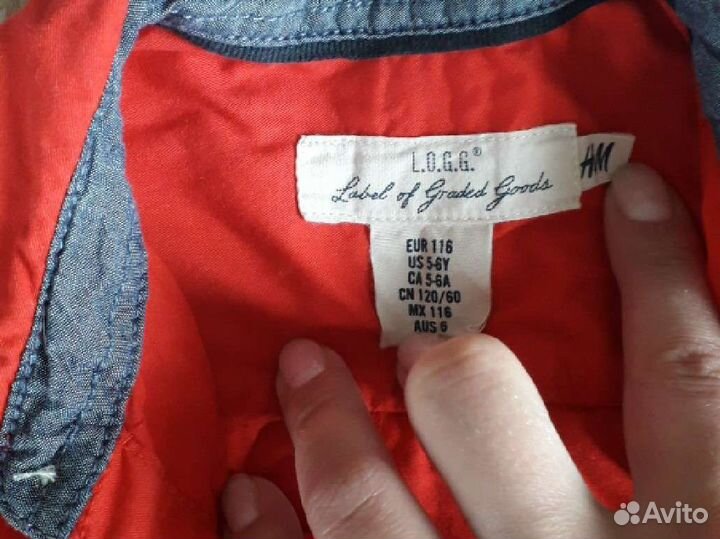 L.O.G.G.®
Label of Graded Goods
HM
EUR 116
US 5-6Y
CA 5-6A
CN 120/60
MX 116
AUS 6
Avito